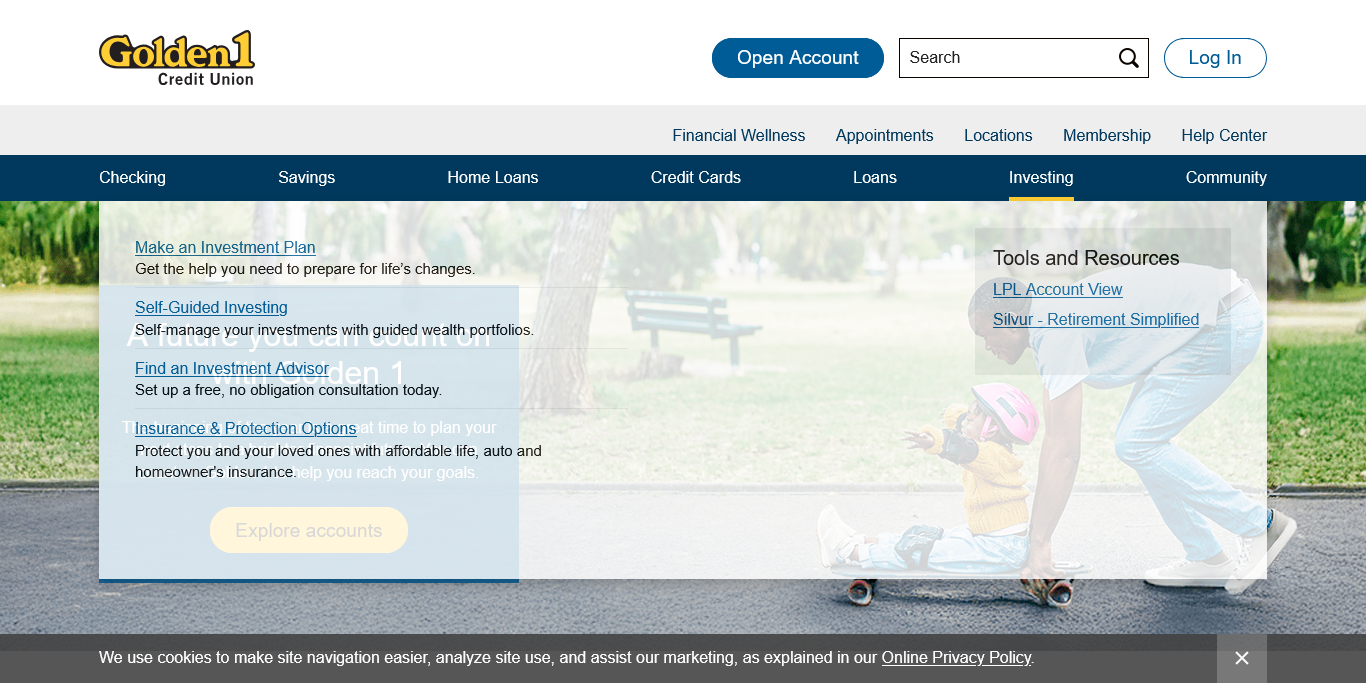 Golden1
Credit Union
Open Account
Search
Log In
Financial Wellness
Appointments
Locations
Membership
Help Center
Checking
Savings
Home Loans
Credit Cards
Loans
Investing
Community
Make an Investment Plan
Get the help you need to prepare for life’s changes.
Self-Guided Investing
Self-manage your investments with guided wealth portfolios.
Find an Investment Advisor
Set up a free, no obligation consultation today.
Insurance & Protection Options
Protect you and your loved ones with affordable life, auto and
homeowner's insurance.
Tools and Resources
LPL Account View
Silvur - Retirement Simplified
A future you can count on
with Golden 1
time to plan your
help you reach your goals.
Explore accounts
We use cookies to make site navigation easier, analyze site use, and assist our marketing, as explained in our Online Privacy Policy.